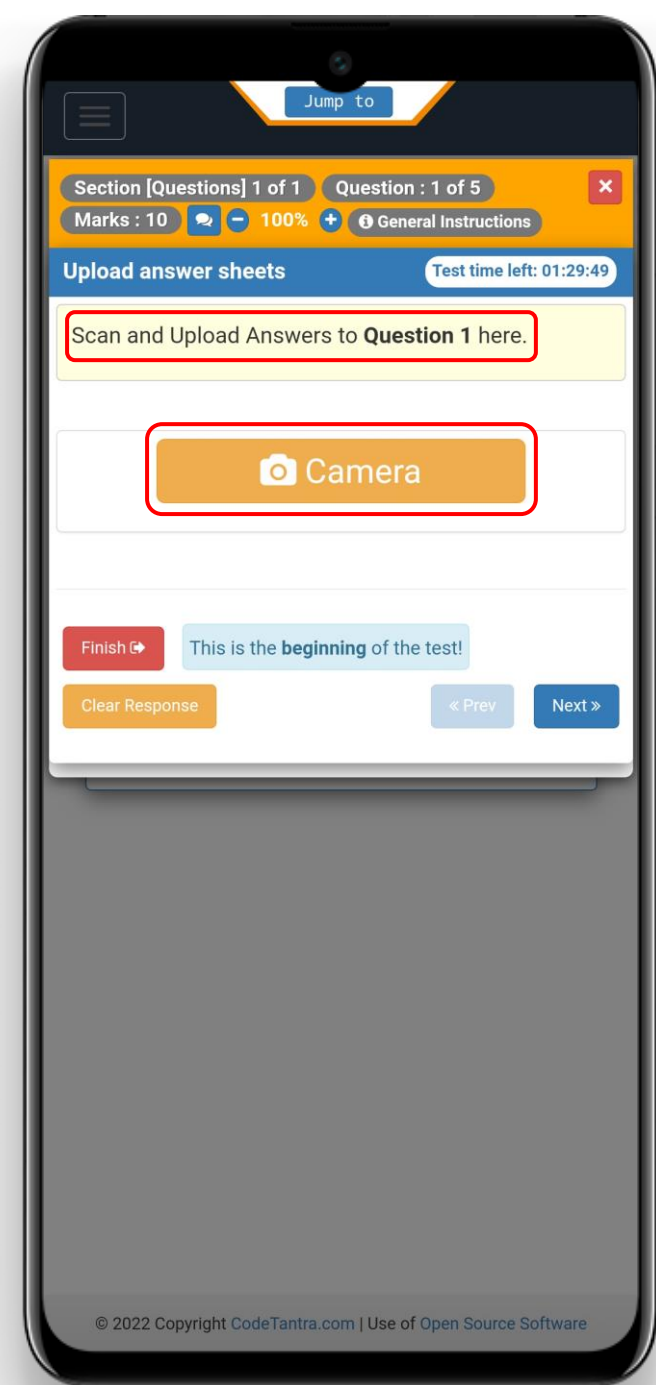 Jump to
Section [Questions] 1 of 1 Question : 1 of 5
Marks : 10 100% General Instructions
Upload answer sheets Test time left: 01:29:49
Scan and Upload Answers to Question 1 here.
Camera
Finish This is the beginning of the test!
Clear Response « Prev Next »
© 2022 Copyright CodeTantra.com | Use of Open Source Software